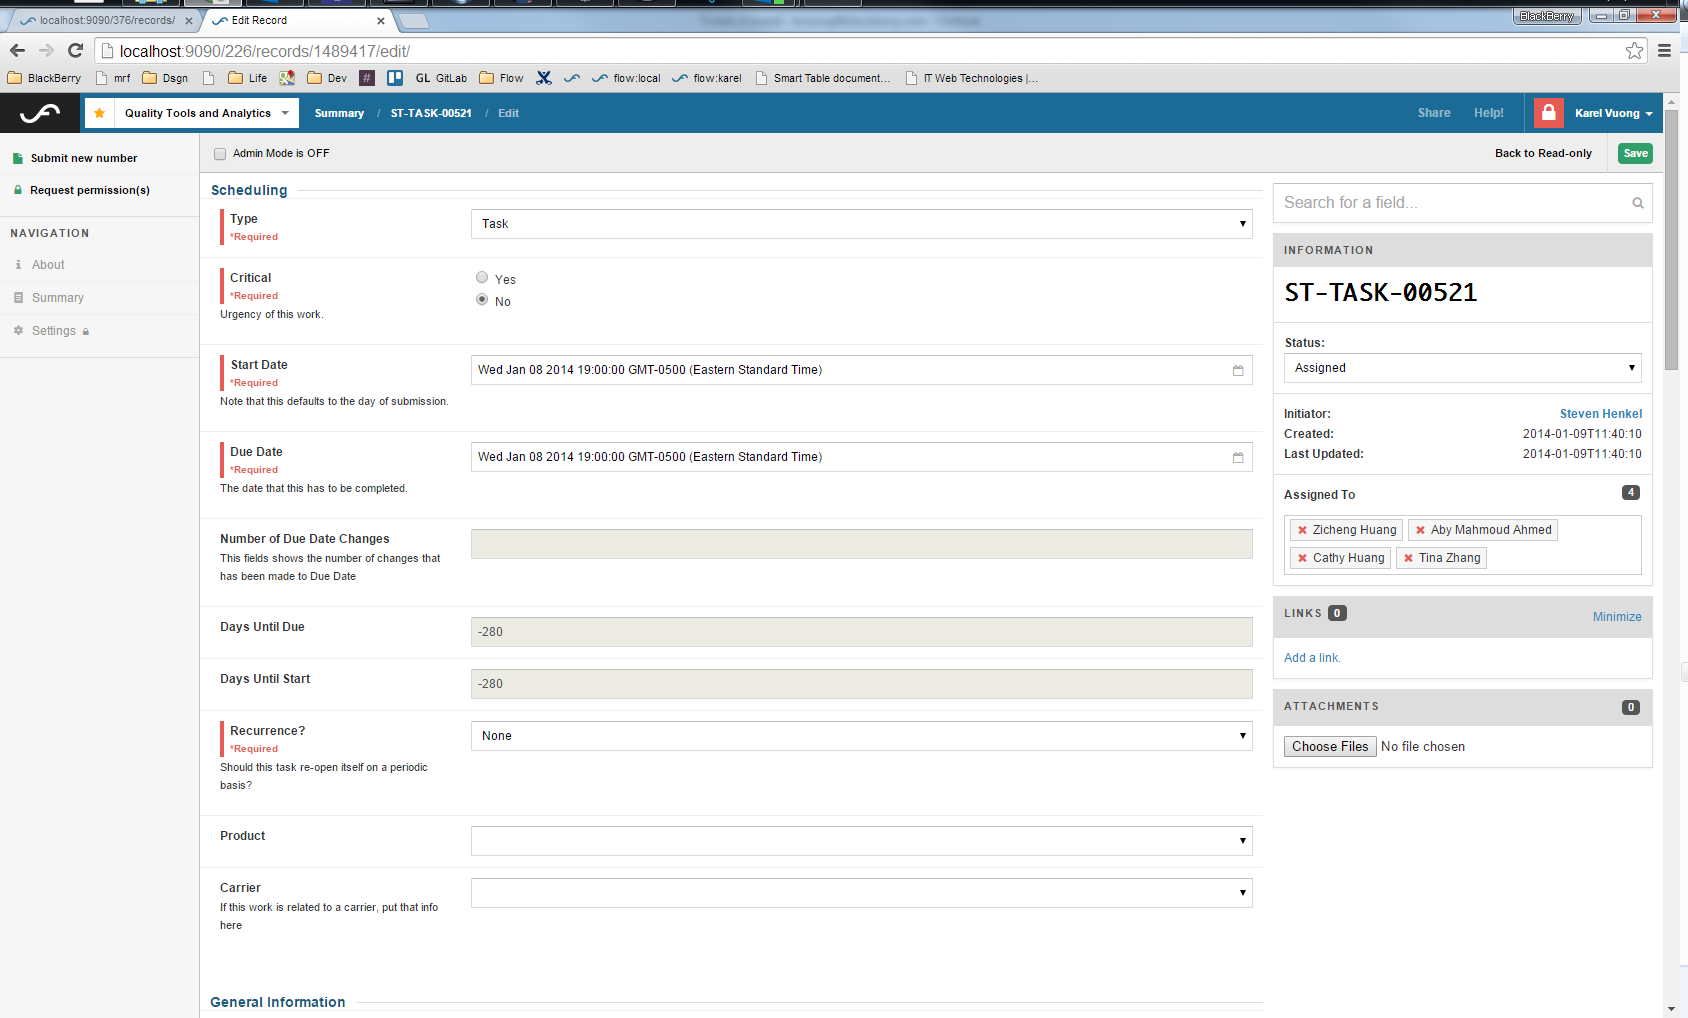 localhost:9090/376/records/
Edit Record
BlackBerry
localhost:9090/226/records/1489417/edit/
BlackBerry mrf Dsgn Life Dev # GL GitLab Flow flow:local flow:karel Smart Table document... IT Web Technologies |...
Quality Tools and Analytics
Summary / ST-TASK-00521 / Edit
Share Help! Karel Vuong
Submit new number
Request permission(s)
NAVIGATION
About
Summary
Settings
Admin Mode is OFF
Back to Read-only
Save
Scheduling
Type
*Required
Task
Critical
*Required
Urgency of this work.
Yes
No
Start Date
*Required
Note that this defaults to the day of submission.
Wed Jan 08 2014 19:00:00 GMT-0500 (Eastern Standard Time)
Due Date
*Required
The date that this has to be completed.
Wed Jan 08 2014 19:00:00 GMT-0500 (Eastern Standard Time)
Number of Due Date Changes
This fields shows the number of changes that
has been made to Due Date
Days Until Due
-280
Days Until Start
-280
Recurrence?
*Required
Should this task re-open itself on a periodic
basis?
None
Product
Carrier
If this work is related to a carrier, put that info
here
General Information
Search for a field...
INFORMATION
ST-TASK-00521
Status:
Assigned
Initiator: Steven Henkel
Created: 2014-01-09T11:40:10
Last Updated: 2014-01-09T11:40:10
Assigned To 4
Zicheng Huang Aby Mahmoud Ahmed
Cathy Huang Tina Zhang
LINKS 0 Minimize
Add a link.
ATTACHMENTS 0
Choose Files No file chosen